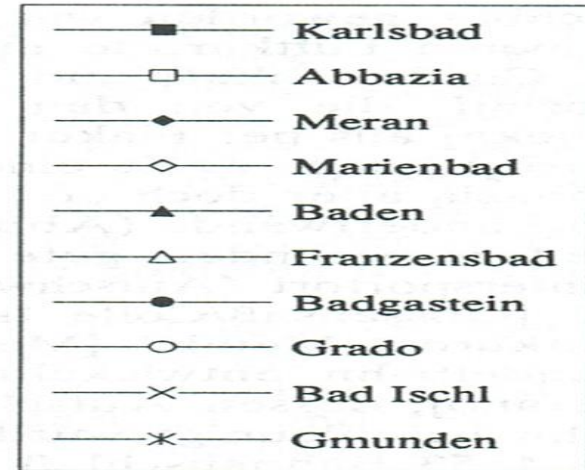 Karlsbad
Abbazia
Meran
Marienbad
Baden
Franzensbad
Badgastein
Grado
Bad Ischl
Gmunden